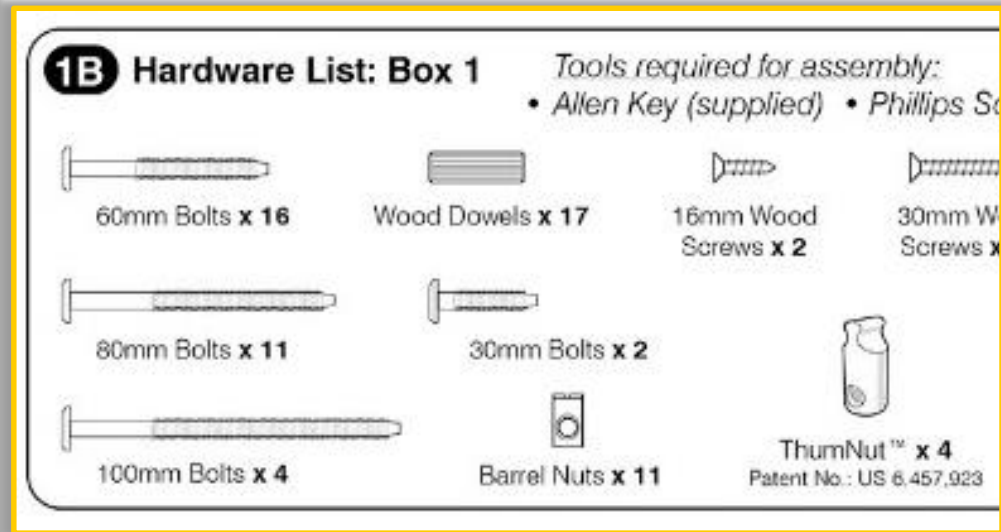 1B Hardware List: Box 1
Tools required for assembly:
• Allen Key (supplied) • Phillips
60mm Bolts x 16
Wood Dowels x 17
16mm Wood
Screws x 2
30mm
Screws
80mm Bolts x 11
30mm Bolts x 2
100mm Bolts x 4
Barrel Nuts x 11
ThumNut™ x 4
Patent No.: US 6,457,923